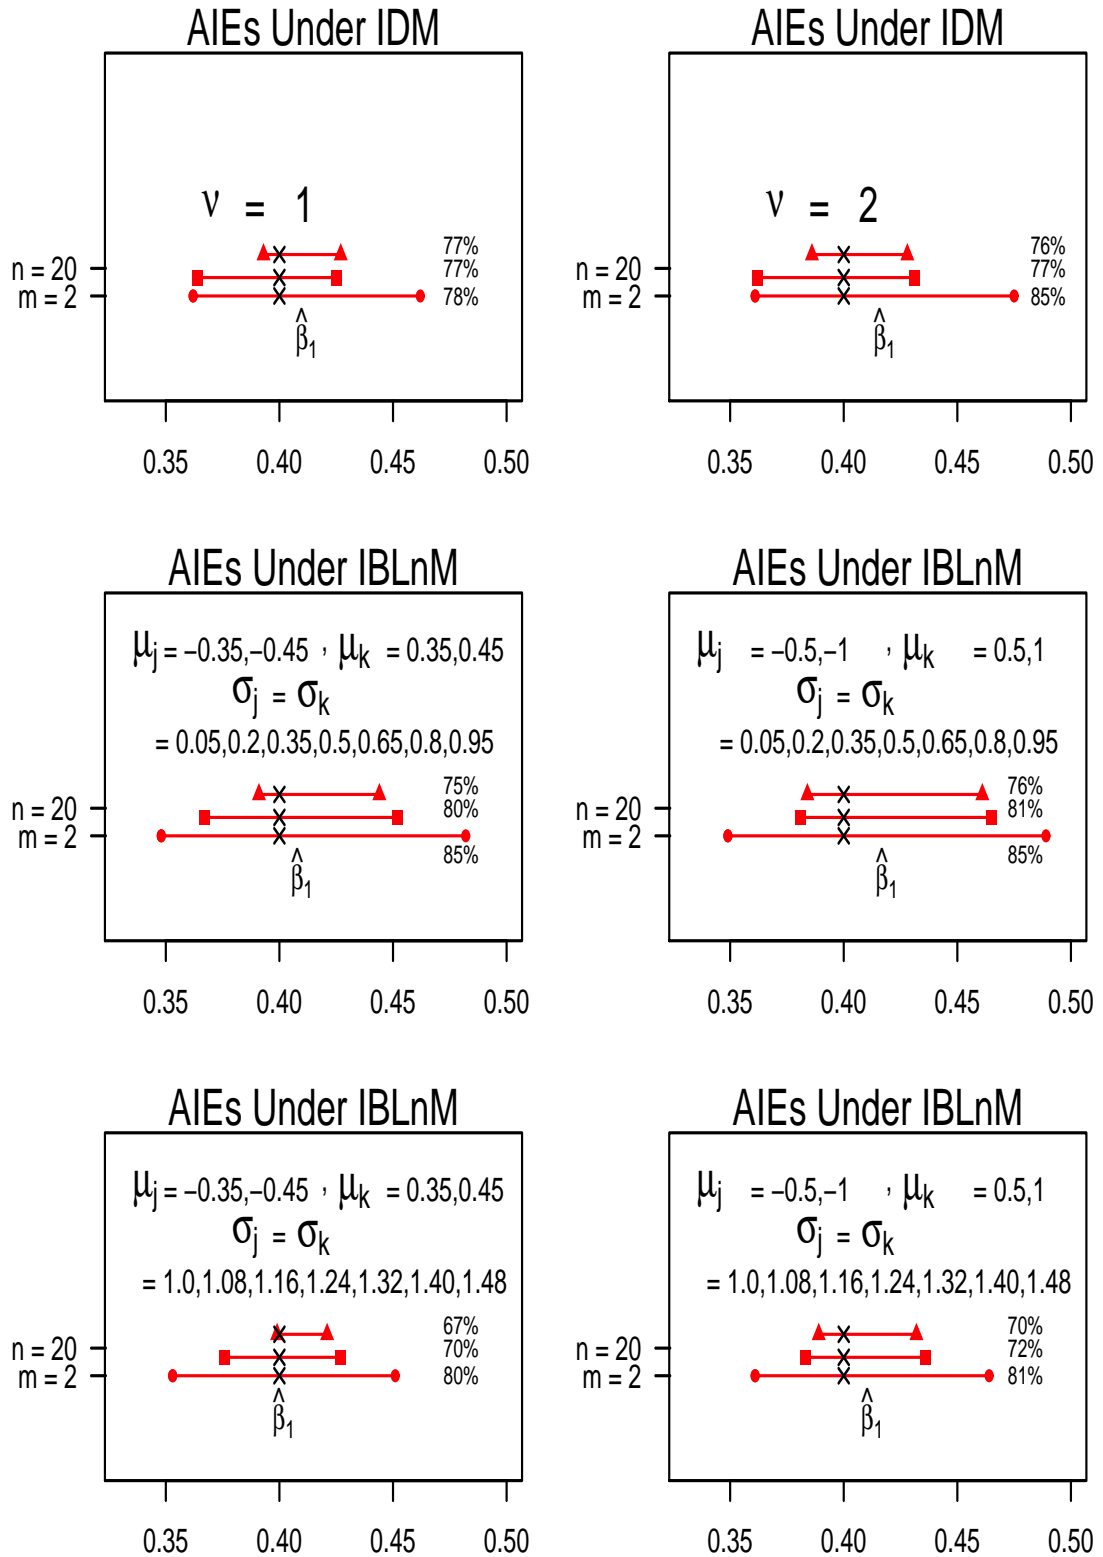 AIEs Under IDM
ν = 1
77%
n = 20
77%
m = 2
78%
β̂₁
0.35 0.40 0.45 0.50
AIEs Under IDM
ν = 2
76%
n = 20
77%
m = 2
85%
β̂₁
0.35 0.40 0.45 0.50
AIEs Under IBLnM
μj = −0.35,−0.45 , μk = 0.35,0.45
σj = σk
= 0.05,0.2,0.35,0.5,0.65,0.8,0.95
75%
n = 20
80%
m = 2
85%
β̂₁
0.35 0.40 0.45 0.50
AIEs Under IBLnM
μj = −0.5,−1 , μk = 0.5,1
σj = σk
= 0.05,0.2,0.35,0.5,0.65,0.8,0.95
76%
n = 20
81%
m = 2
85%
β̂₁
0.35 0.40 0.45 0.50
AIEs Under IBLnM
μj = −0.35,−0.45 , μk = 0.35,0.45
σj = σk
= 1.0,1.08,1.16,1.24,1.32,1.40,1.48
67%
n = 20
70%
m = 2
80%
β̂₁
0.35 0.40 0.45 0.50
AIEs Under IBLnM
μj = −0.5,−1 , μk = 0.5,1
σj = σk
= 1.0,1.08,1.16,1.24,1.32,1.40,1.48
70%
n = 20
72%
m = 2
81%
β̂₁
0.35 0.40 0.45 0.50